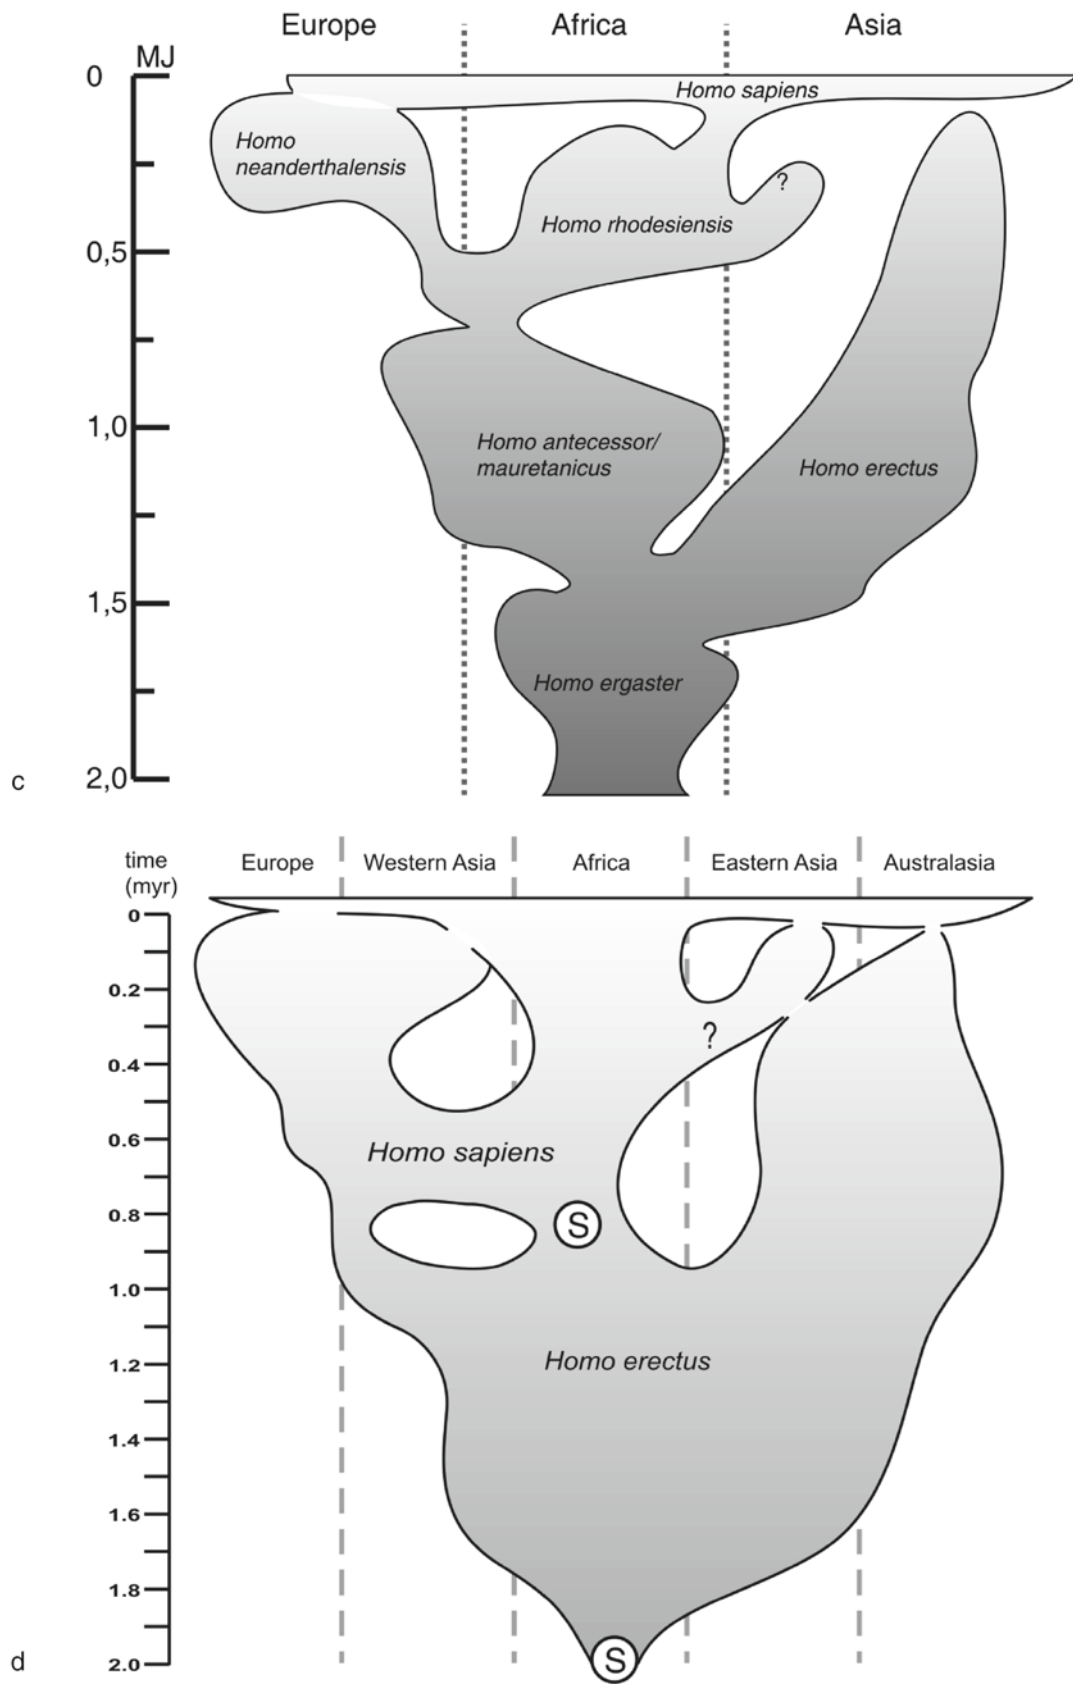 Europe Africa Asia
MJ
0
Homo sapiens
Homo
neanderthalensis
?
Homo rhodesiensis
0,5
1,0
Homo antecessor/
mauretanicus
Homo erectus
1,5
Homo ergaster
2,0
c
time
(myr)
Europe Western Asia Africa Eastern Asia Australasia
0
0.2
?
0.4
0.6
Homo sapiens
0.8
S
1.0
1.2
Homo erectus
1.4
1.6
1.8
2.0
S
d